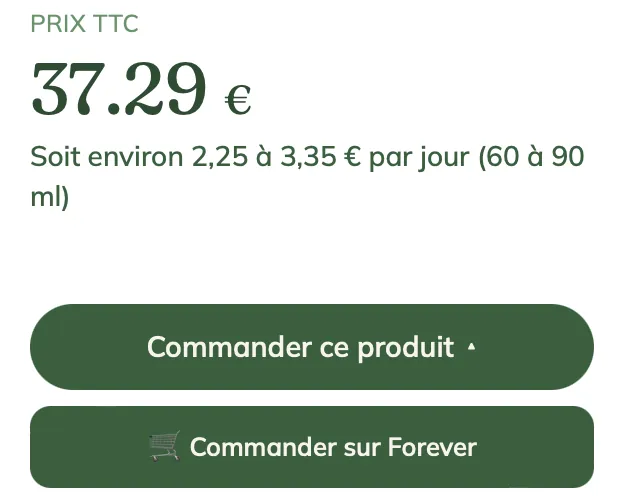 PRIX TTC
37.29 €
Soit environ 2,25 à 3,35 € par jour (60 à 90
ml)
Commander ce produit ▲
🛒 Commander sur Forever